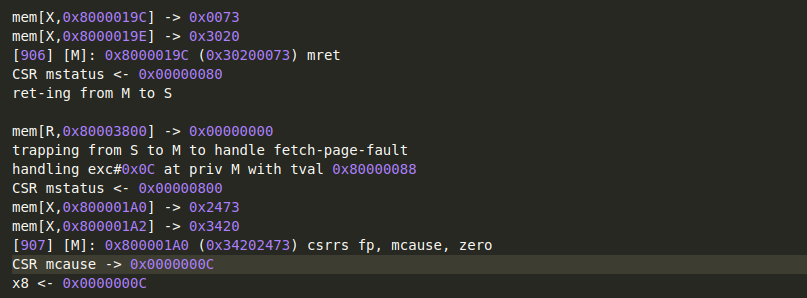 mem[X,0x8000019C] -> 0x0073
mem[X,0x8000019E] -> 0x3020
[906] [M]: 0x8000019C (0x30200073) mret
CSR mstatus <- 0x00000080
ret-ing from M to S

mem[R,0x80003800] -> 0x00000000
trapping from S to M to handle fetch-page-fault
handling exc#0x0C at priv M with tval 0x80000088
CSR mstatus <- 0x00000800
mem[X,0x800001A0] -> 0x2473
mem[X,0x800001A2] -> 0x3420
[907] [M]: 0x800001A0 (0x34202473) csrrs fp, mcause, zero
CSR mcause -> 0x0000000C
x8 <- 0x0000000C